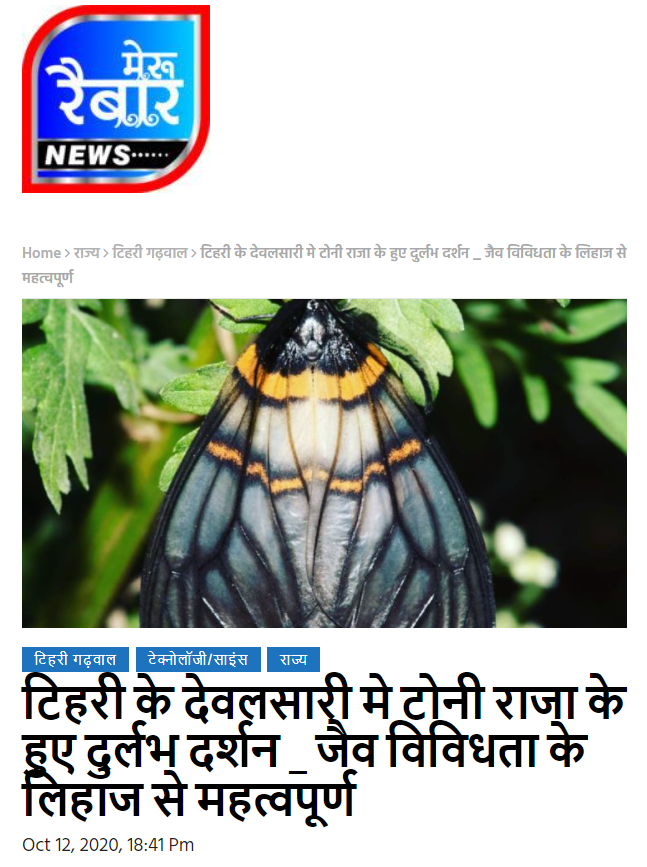 मेरू
रैबार
NEWS......
Home > राज्य > टिहरी गढ़वाल > टिहरी के देवलसारी मे टोनी राजा के हुए दुर्लभ दर्शन _ जैव विविधता के लिहाज से
महत्वपूर्ण
टिहरी गढ़वाल टेक्नोलॉजी/साइंस राज्य
टिहरी के देवलसारी मे टोनी राजा के
हुए दुर्लभ दर्शन _ जैव विविधता के
लिहाज से महत्वपूर्ण
Oct 12, 2020, 18:41 Pm